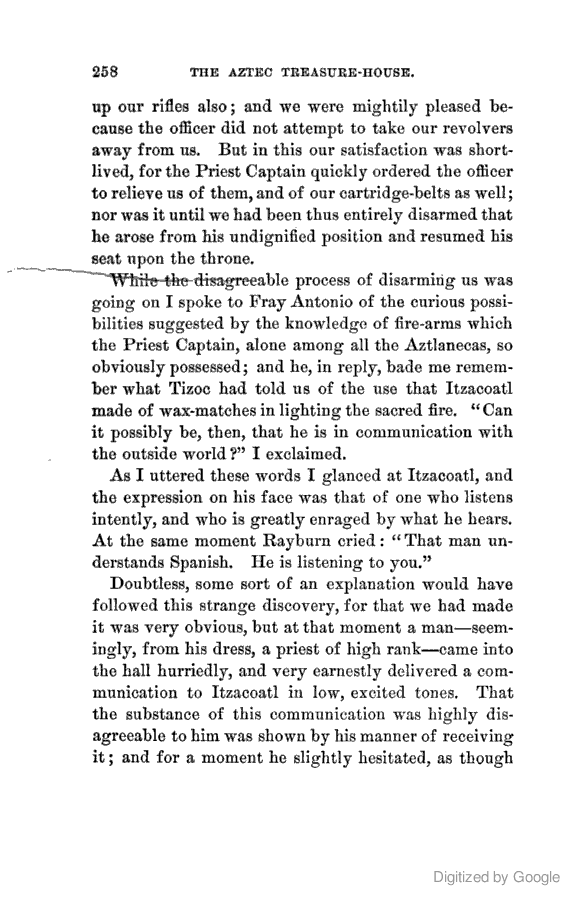 258 THE AZTEC TREASURE-HOUSE.
up our rifles also; and we were mightily pleased be-
cause the officer did not attempt to take our revolvers
away from us. But in this our satisfaction was short-
lived, for the Priest Captain quickly ordered the officer
to relieve us of them, and of our cartridge-belts as well;
nor was it until we had been thus entirely disarmed that
he arose from his undignified position and resumed his
seat upon the throne.
While the disagreeable process of disarming us was
going on I spoke to Fray Antonio of the curious possi-
bilities suggested by the knowledge of fire-arms which
the Priest Captain, alone among all the Aztlanecas, so
obviously possessed; and he, in reply, bade me remem-
ber what Tizoc had told us of the use that Itzacoatl
made of wax-matches in lighting the sacred fire. "Can
it possibly be, then, that he is in communication with
the outside world?" I exclaimed.
As I uttered these words I glanced at Itzacoatl, and
the expression on his face was that of one who listens
intently, and who is greatly enraged by what he hears.
At the same moment Rayburn cried: "That man un-
derstands Spanish. He is listening to you."
Doubtless, some sort of an explanation would have
followed this strange discovery, for that we had made
it was very obvious, but at that moment a man—seem-
ingly, from his dress, a priest of high rank—came into
the hall hurriedly, and very earnestly delivered a com-
munication to Itzacoatl in low, excited tones. That
the substance of this communication was highly dis-
agreeable to him was shown by his manner of receiving
it; and for a moment he slightly hesitated, as though
Digitized by Google